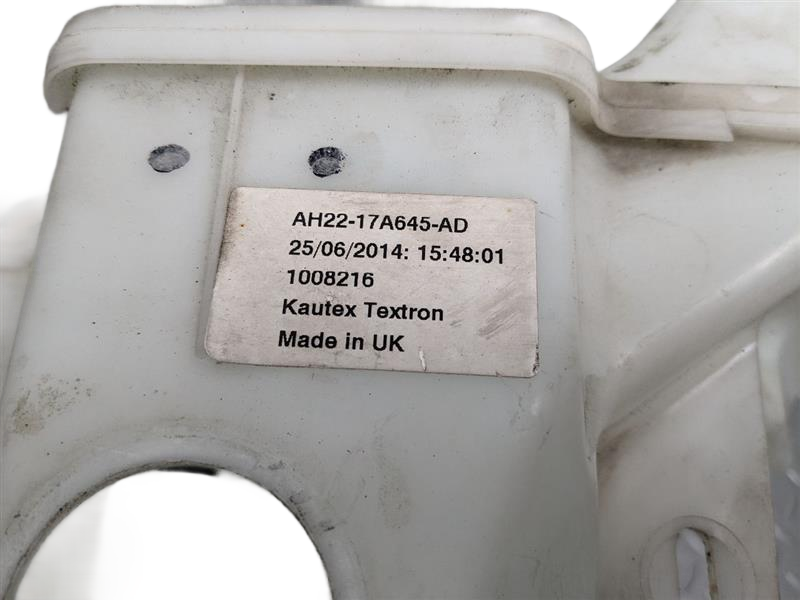 AH22-17A645-AD
25/06/2014: 15:48:01
1008216
Kautex Textron
Made in UK